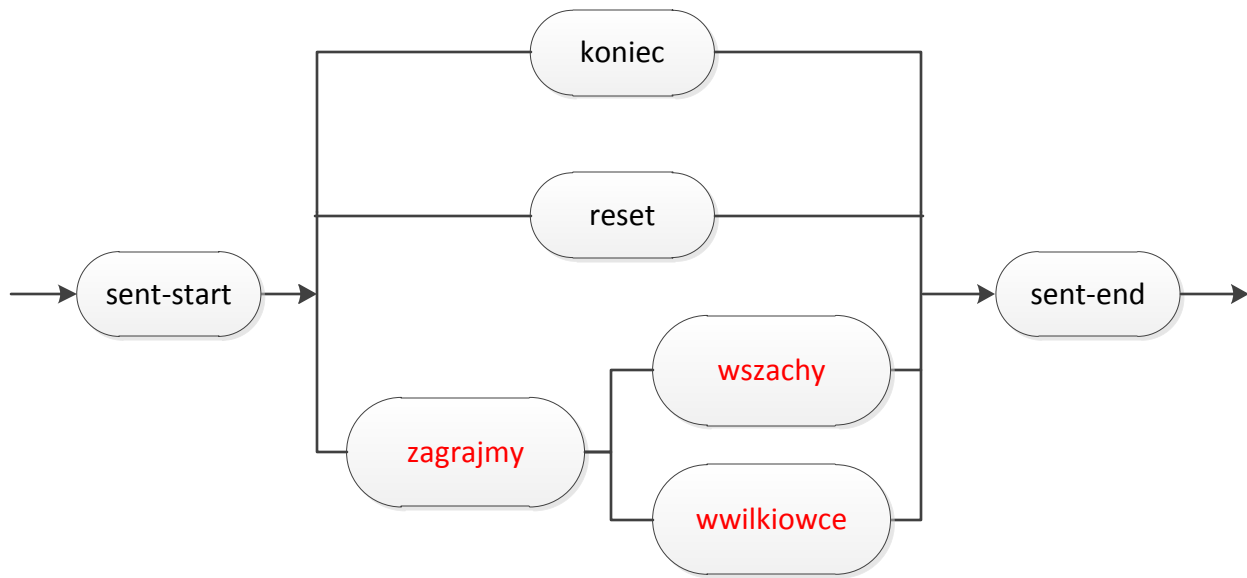 koniec
reset
sent-start
sent-end
wszachy
zagrajmy
wwilkiowce